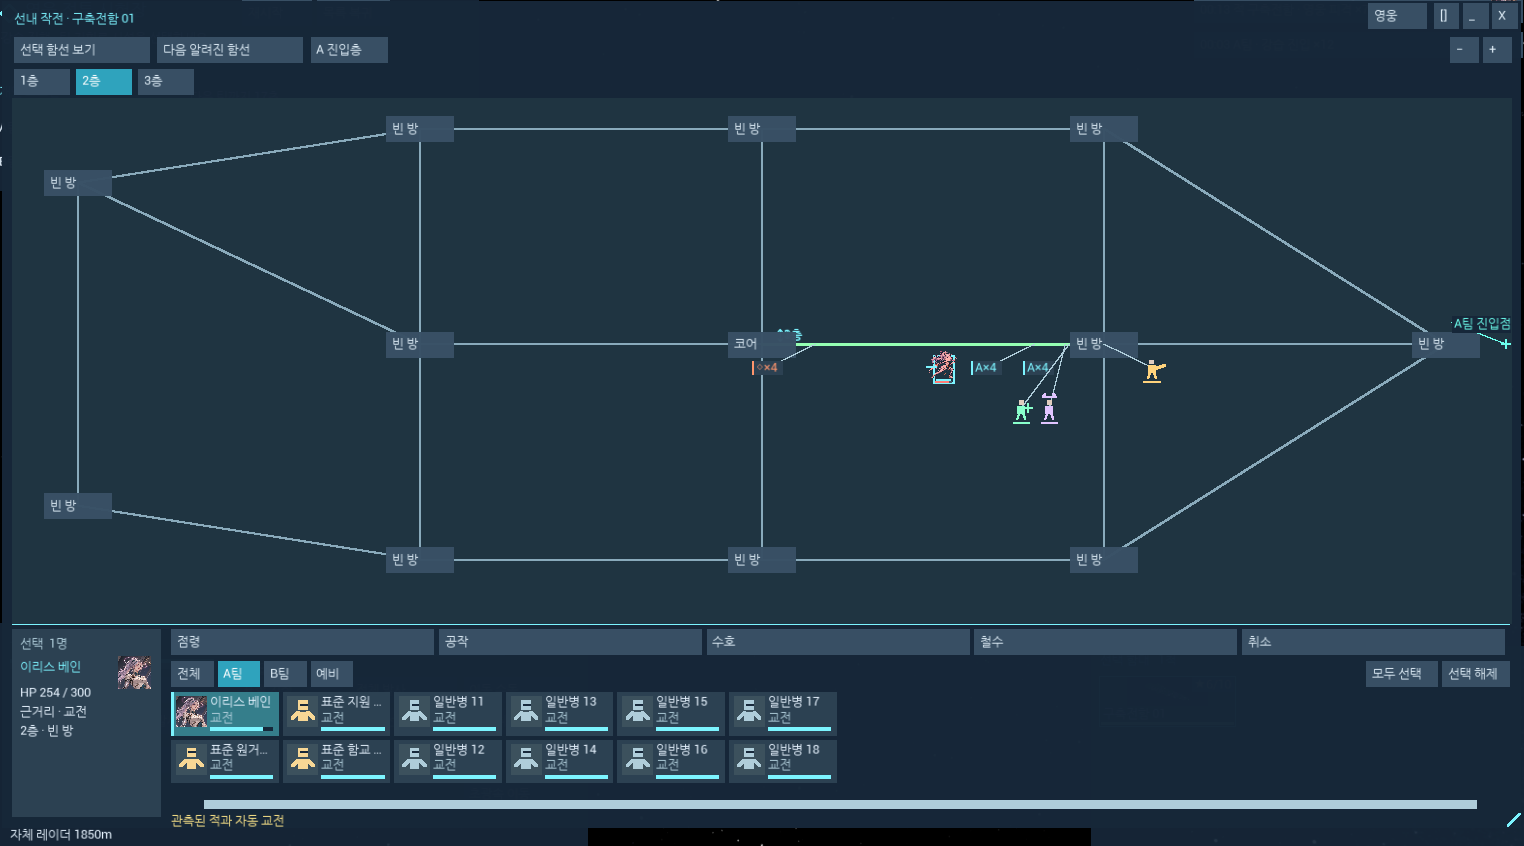 선내 작전 · 구축전함 01
영웅 [] _ X
선택 함선 보기 다음 알려진 함선 A 진입층
- +
1층 2층 3층
빈 방 빈 방 빈 방
빈 방
A팀 진입점
빈 방 코어 빈 방 빈 방
×4 A×4 A×4
빈 방
빈 방 빈 방 빈 방
선택 1명
이리스 베인
HP 254 / 300
근거리 · 교전
2층 · 빈 방
점령 공작 수호 철수 취소
전체 A팀 B팀 예비 모두 선택 선택 해제
이리스 베인 표준 지원 ... 일반병 11 일반병 13 일반병 15 일반병 17
교전 교전 교전 교전 교전 교전
표준 원거... 표준 함교 ... 일반병 12 일반병 14 일반병 16 일반병 18
교전 교전 교전 교전 교전 교전
관측된 적과 자동 교전
자체 레이더 1850m